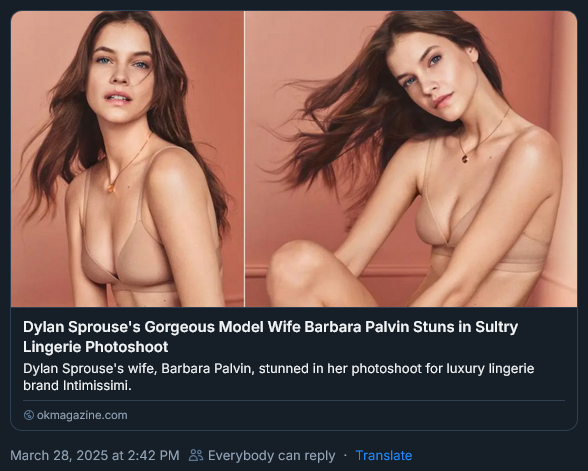 Dylan Sprouse's Gorgeous Model Wife Barbara Palvin Stuns in Sultry
Lingerie Photoshoot
Dylan Sprouse's wife, Barbara Palvin, stunned in her photoshoot for luxury lingerie
brand Intimissimi.
okmagazine.com
March 28, 2025 at 2:42 PM Everybody can reply · Translate